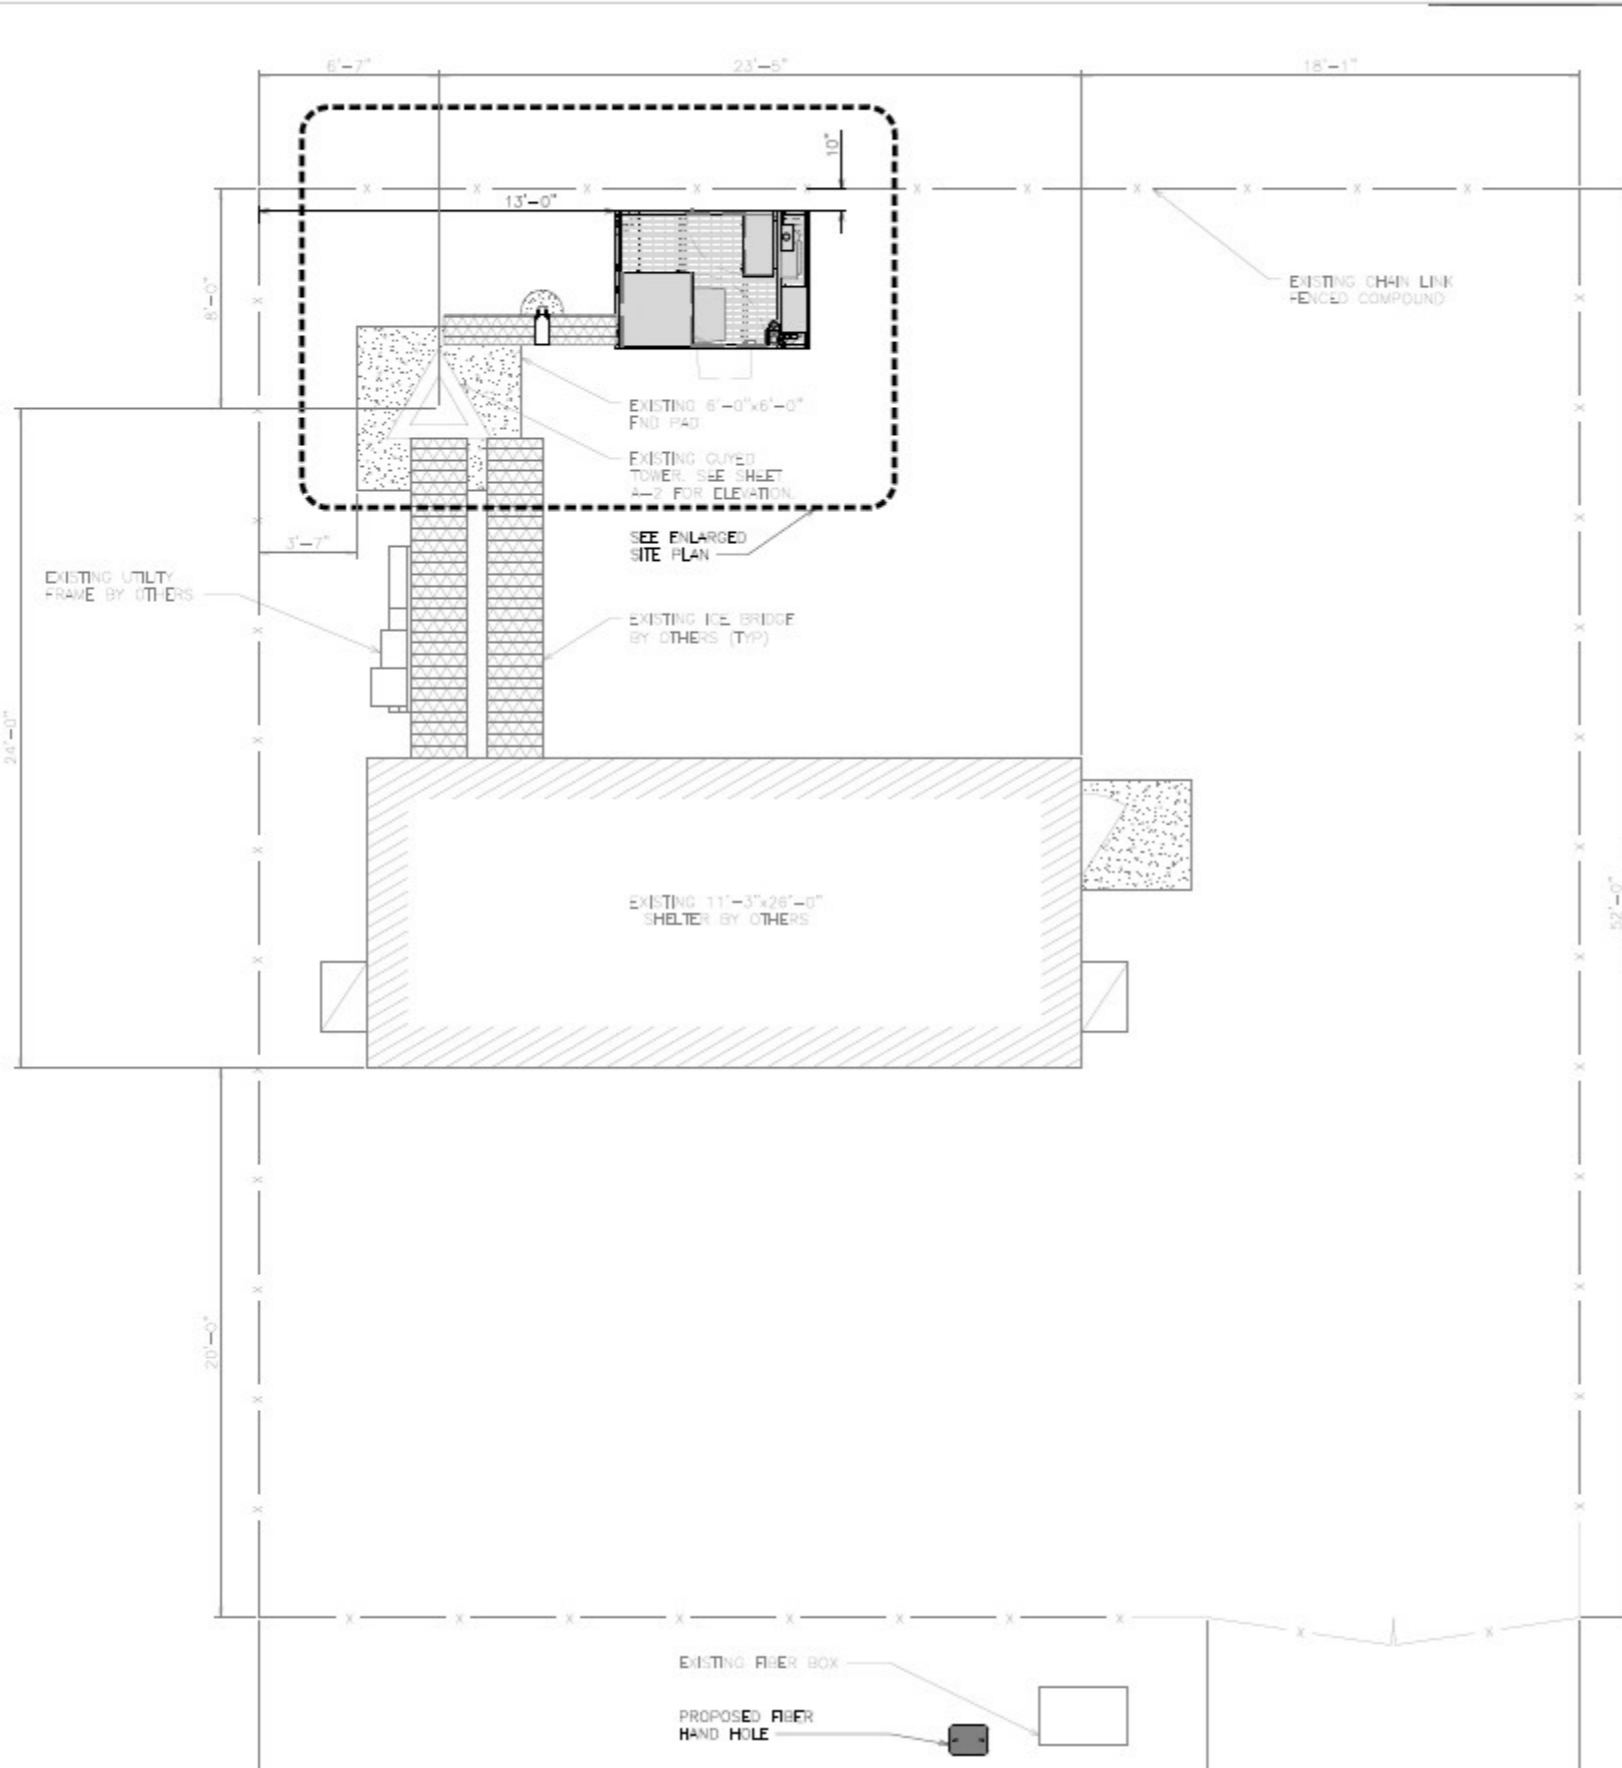 6'-7"
23'-5"
18'-1"
10"
13'-0"
8'-0"
EXISTING CHAIN LINK
FENCED COMPOUND
EXISTING 6'-0"x6'-0"
FND PAD
EXISTING GUYED
TOWER. SEE SHEET
A-2 FOR ELEVATION.
SEE ENLARGED
SITE PLAN
3'-7"
EXISTING UTILTY
FRAME BY OTHERS
EXISTING ICE BRIDGE
BY OTHERS (TYP)
24'-0"
EXISTING 11'-3"x26'-0"
SHELTER BY OTHERS
52'-0"
20'-0"
EXISTING FIBER BOX
PROPOSED FIBER
HAND HOLE